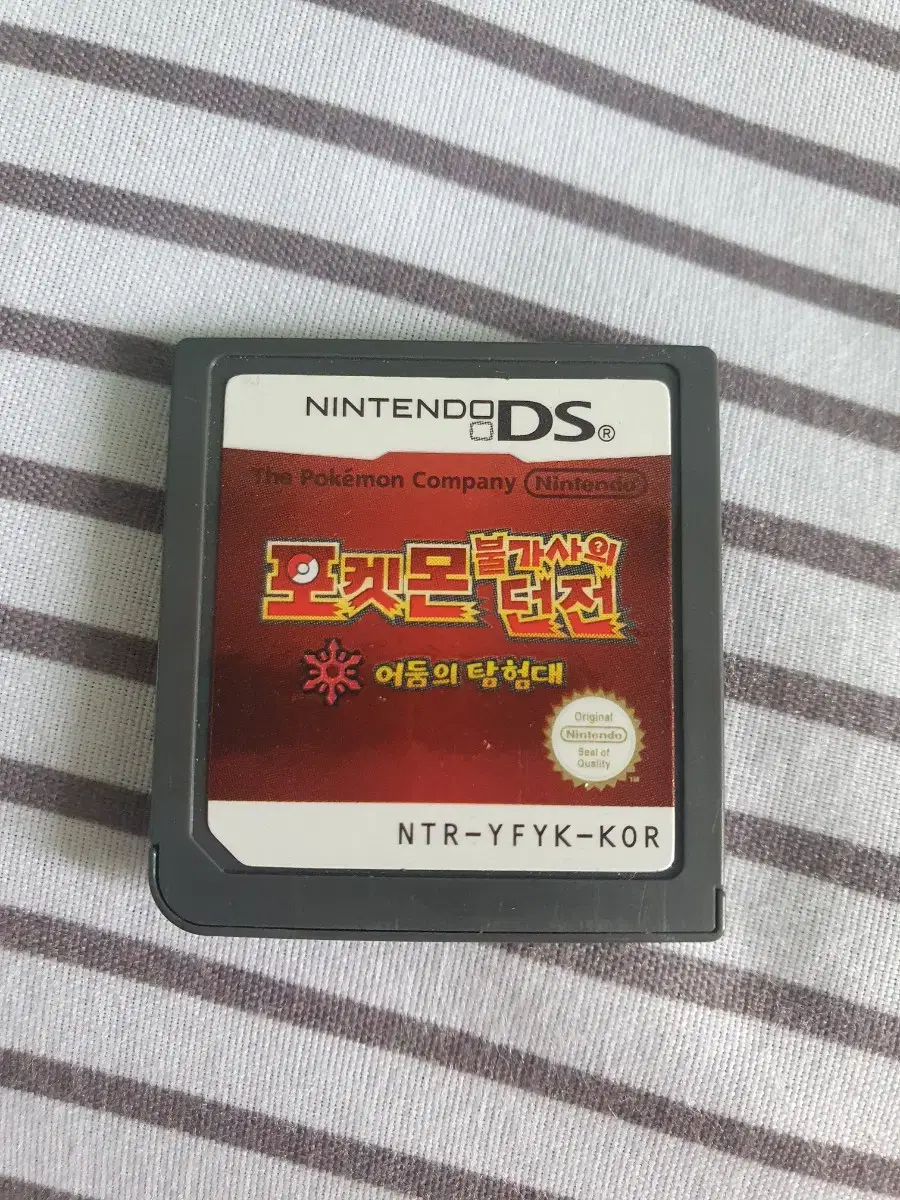 NINTENDO DS®
The Pokémon Company Nintendo
포켓몬 불가사의 던전
어둠의 탐험대
Original
Nintendo
Seal of
Quality
TM
NTR-YFYK-KOR